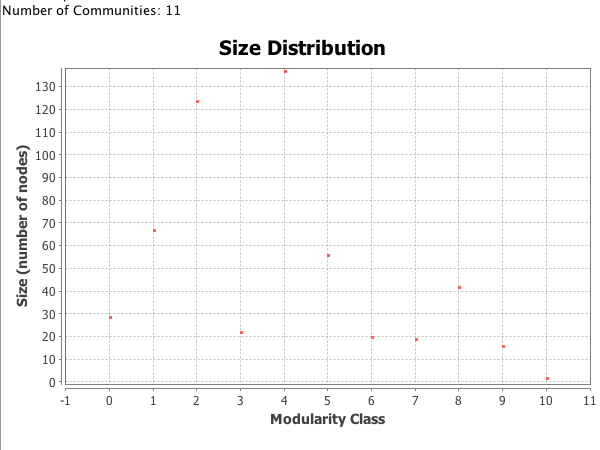 Number of Communities: 11
Size Distribution
Size (number of nodes)
130
120
110
100
90
80
70
60
50
40
30
20
10
0
-1 0 1 2 3 4 5 6 7 8 9 10 11
Modularity Class